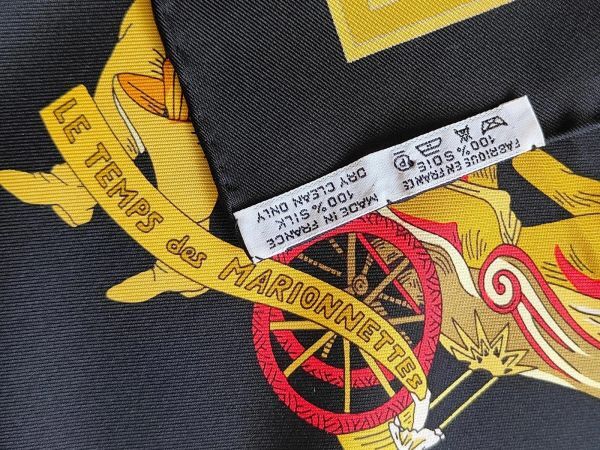 LE TEMPS des MARIONNETTES
FABRIQUÉ EN FRANCE
100% SOIE
MADE IN FRANCE
100% SILK
DRY CLEAN ONLY